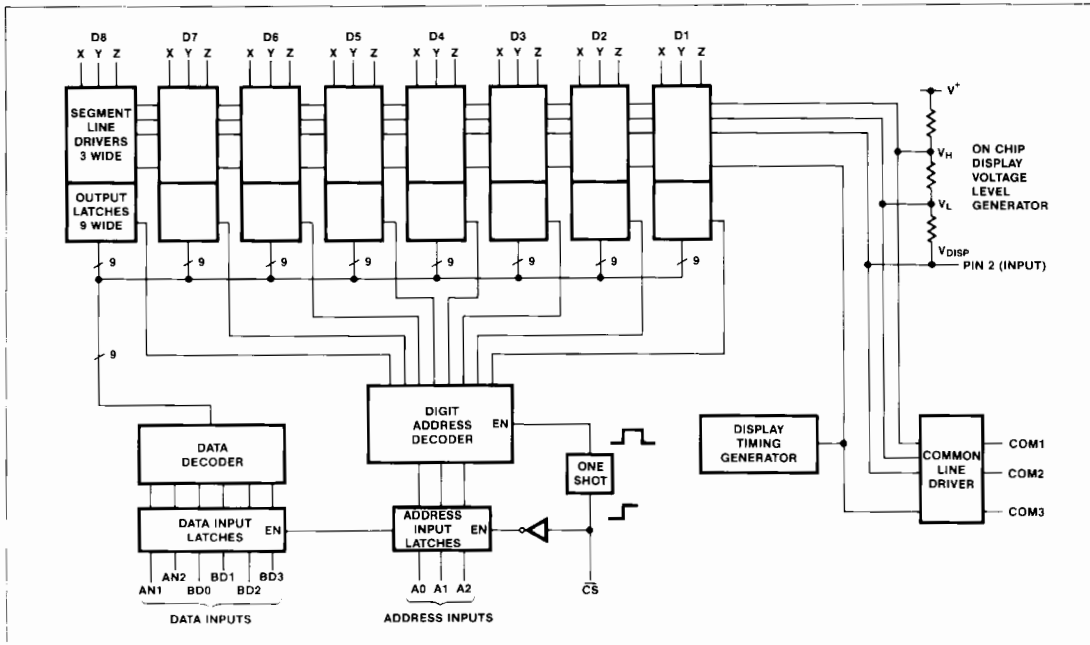 D8 D7 D6 D5 D4 D3 D2 D1
X Y Z X Y Z X Y Z X Y Z X Y Z X Y Z X Y Z X Y Z
SEGMENT
LINE
DRIVERS
3 WIDE
OUTPUT
LATCHES
9 WIDE
V+
VH
VL
VDISP
PIN 2 (INPUT)
ON CHIP
DISPLAY
VOLTAGE
LEVEL
GENERATOR
9 9 9 9 9 9 9 9
9
DIGIT
ADDRESS
DECODER
EN
DATA
DECODER
ONE
SHOT
DISPLAY
TIMING
GENERATOR
COMMON
LINE
DRIVER
COM1
COM2
COM3
DATA INPUT
LATCHES
EN
ADDRESS
INPUT
LATCHES
EN
AN1 AN2 BD0 BD1 BD2 BD3
DATA INPUTS
A0 A1 A2
ADDRESS INPUTS
CS